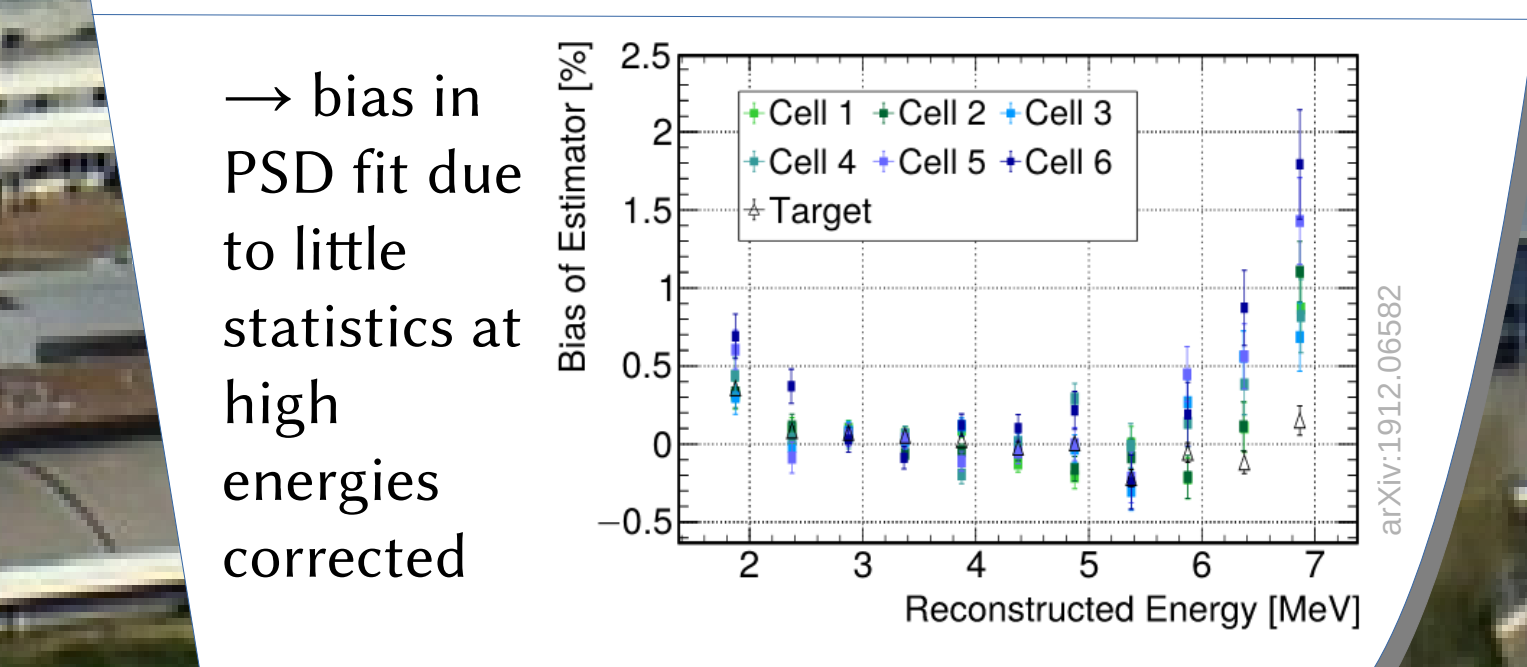 → bias in
PSD fit due
to little
statistics at
high
energies
corrected
Bias of Estimator [%]
2.5
2
1.5
1
0.5
0
−0.5
Cell 1 Cell 2 Cell 3
Cell 4 Cell 5 Cell 6
Target
2 3 4 5 6 7
Reconstructed Energy [MeV]
arXiv:1912.06582